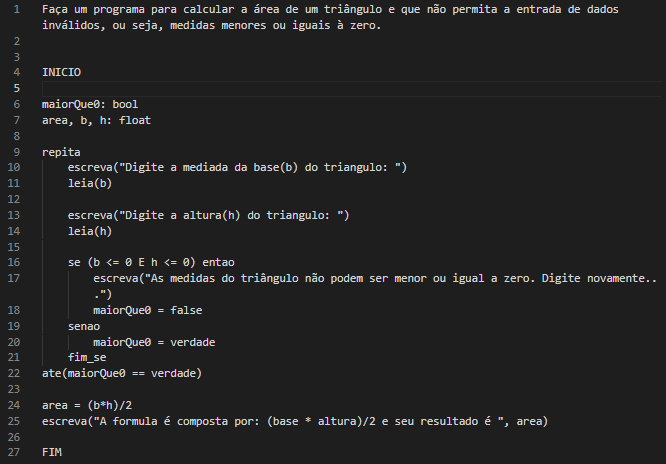 1 Faça um programa para calcular a área de um triângulo e que não permita a entrada de dados
inválidos, ou seja, medidas menores ou iguais à zero.
2
3
4 INICIO
5
6 maiorQue0: bool
7 area, b, h: float
8
9 repita
10 escreva("Digite a mediada da base(b) do triangulo: ")
11 leia(b)
12
13 escreva("Digite a altura(h) do triangulo: ")
14 leia(h)
15
16 se (b <= 0 E h <= 0) entao
17 escreva("As medidas do triângulo não podem ser menor ou igual a zero. Digite novamente..
.")
18 maiorQue0 = false
19 senao
20 maiorQue0 = verdade
21 fim_se
22 ate(maiorQue0 == verdade)
23
24 area = (b*h)/2
25 escreva("A formula é composta por: (base * altura)/2 e seu resultado é ", area)
26
27 FIM